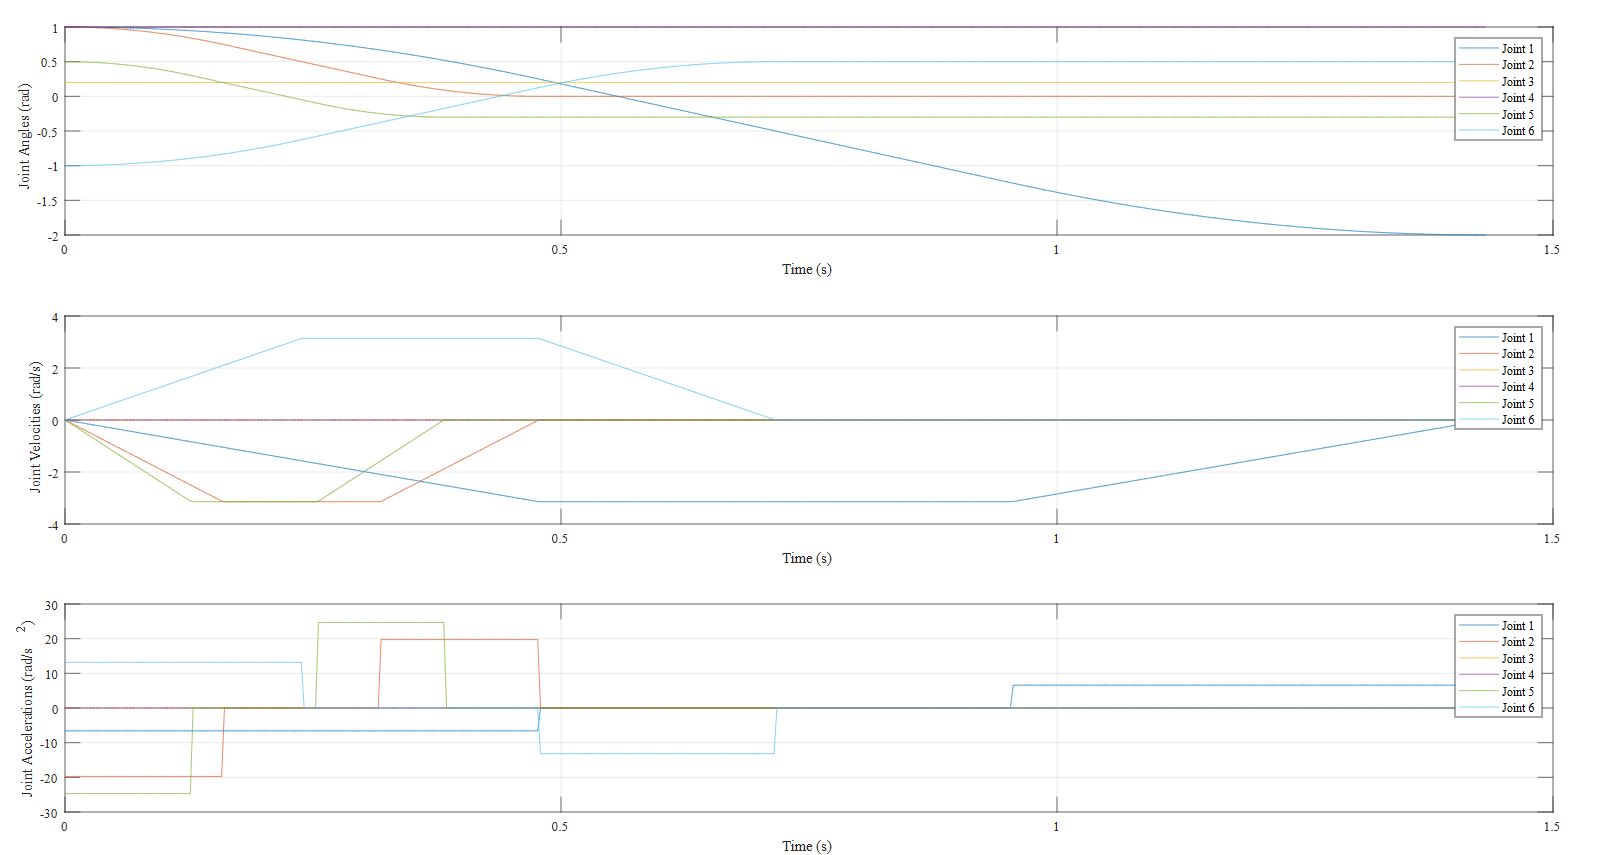 Joint Angles (rad)
1
0.5
0
-0.5
-1
-1.5
-2
0
0.5
1
1.5
Time (s)
Joint 1
Joint 2
Joint 3
Joint 4
Joint 5
Joint 6
Joint Velocities (rad/s)
4
2
0
-2
-4
0
0.5
1
1.5
Time (s)
Joint 1
Joint 2
Joint 3
Joint 4
Joint 5
Joint 6
Joint Accelerations (rad/s 2)
30
20
10
0
-10
-20
-30
0
0.5
1
1.5
Time (s)
Joint 1
Joint 2
Joint 3
Joint 4
Joint 5
Joint 6